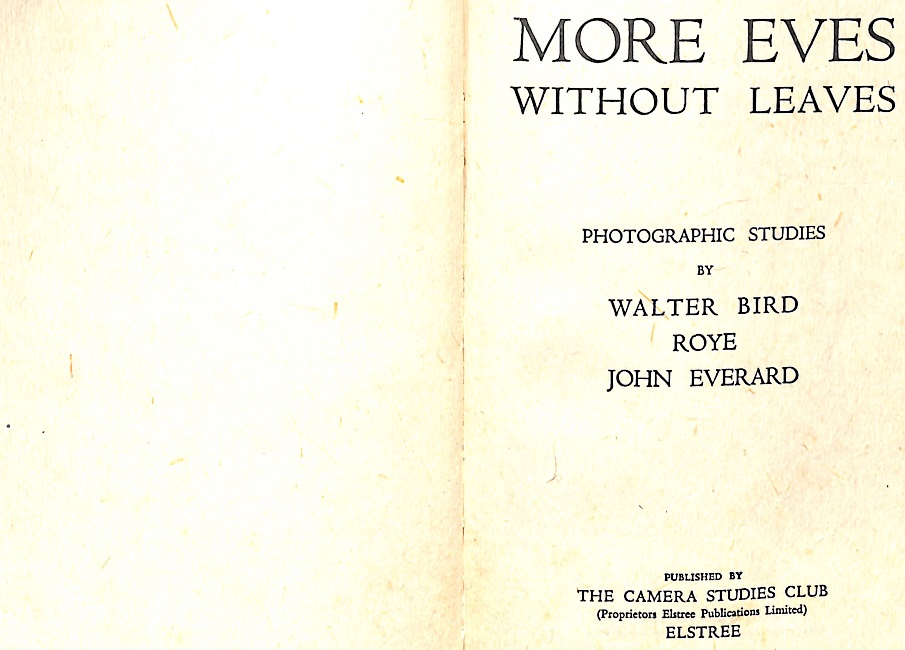 MORE EVES
WITHOUT LEAVES
PHOTOGRAPHIC STUDIES
BY
WALTER BIRD
ROYE
JOHN EVERARD
PUBLISHED BY
THE CAMERA STUDIES CLUB
(Proprietors Elstree Publications Limited)
ELSTREE